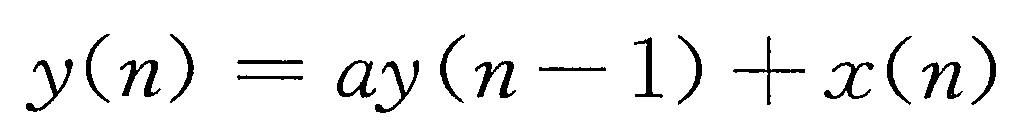 y(n) = ay(n-1)+x(n)